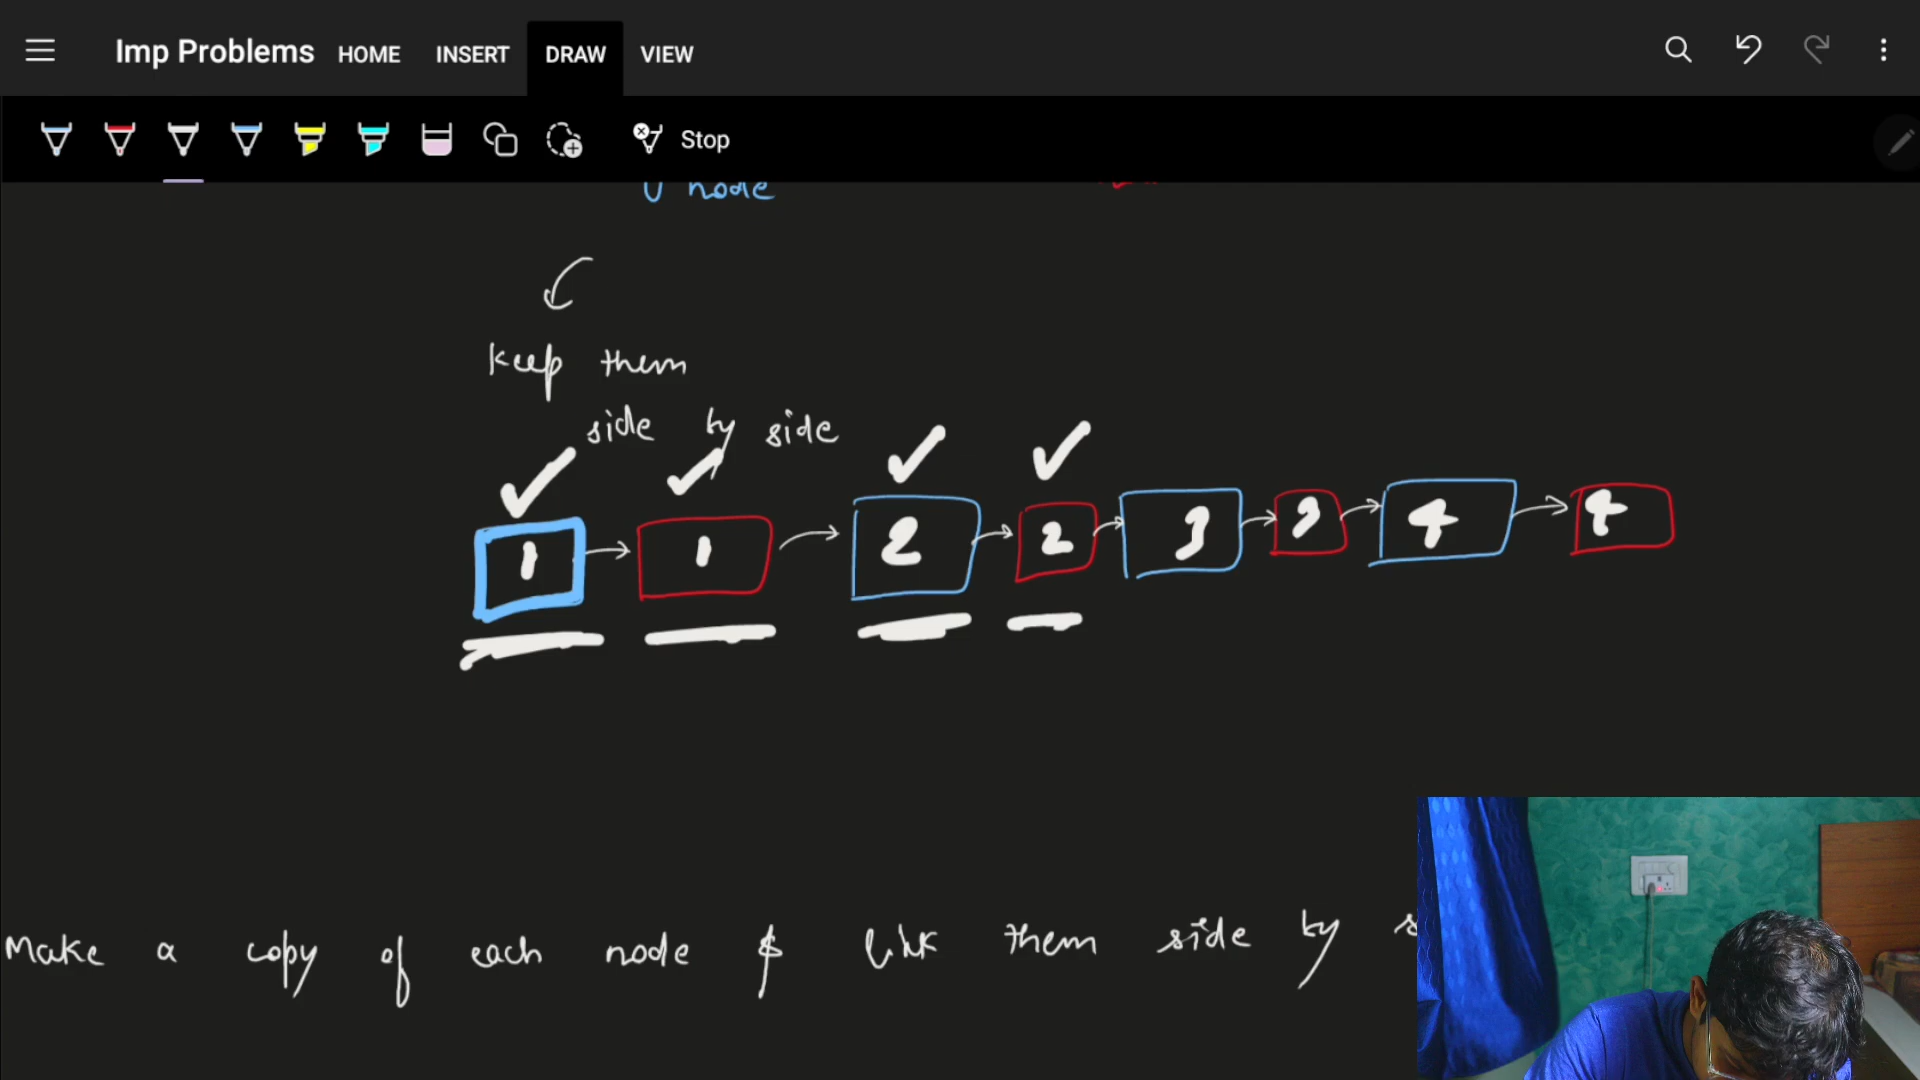 Imp Problems HOME INSERT DRAW VIEW
Stop
node
Keep them
side by side
1 1 2 2 3 3 4 4
Make a copy of each node & link them side by s